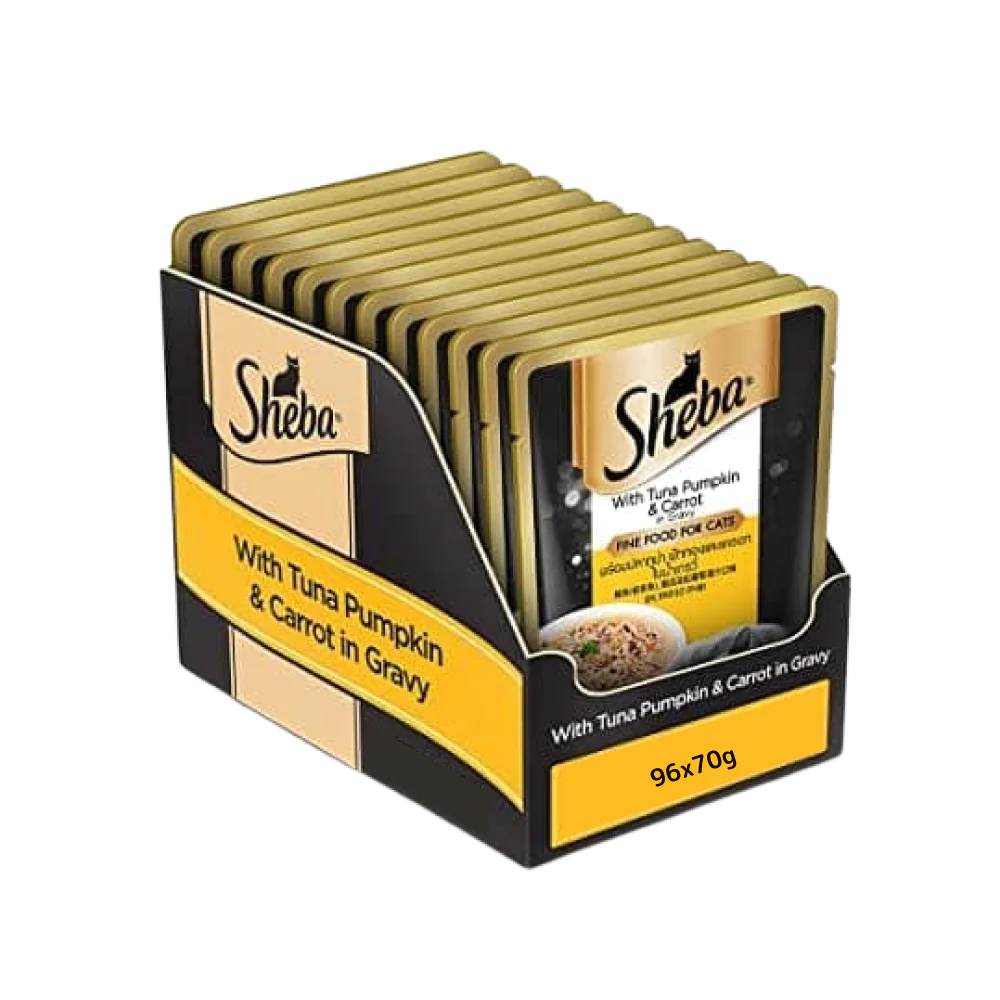 Sheba®
With Tuna Pumpkin
& Carrot in Gravy
Sheba®
With Tuna Pumpkin
& Carrot
in Gravy
FINE FOOD FOR CATS
With Tuna Pumpkin & Carrot in Gravy
96x70g